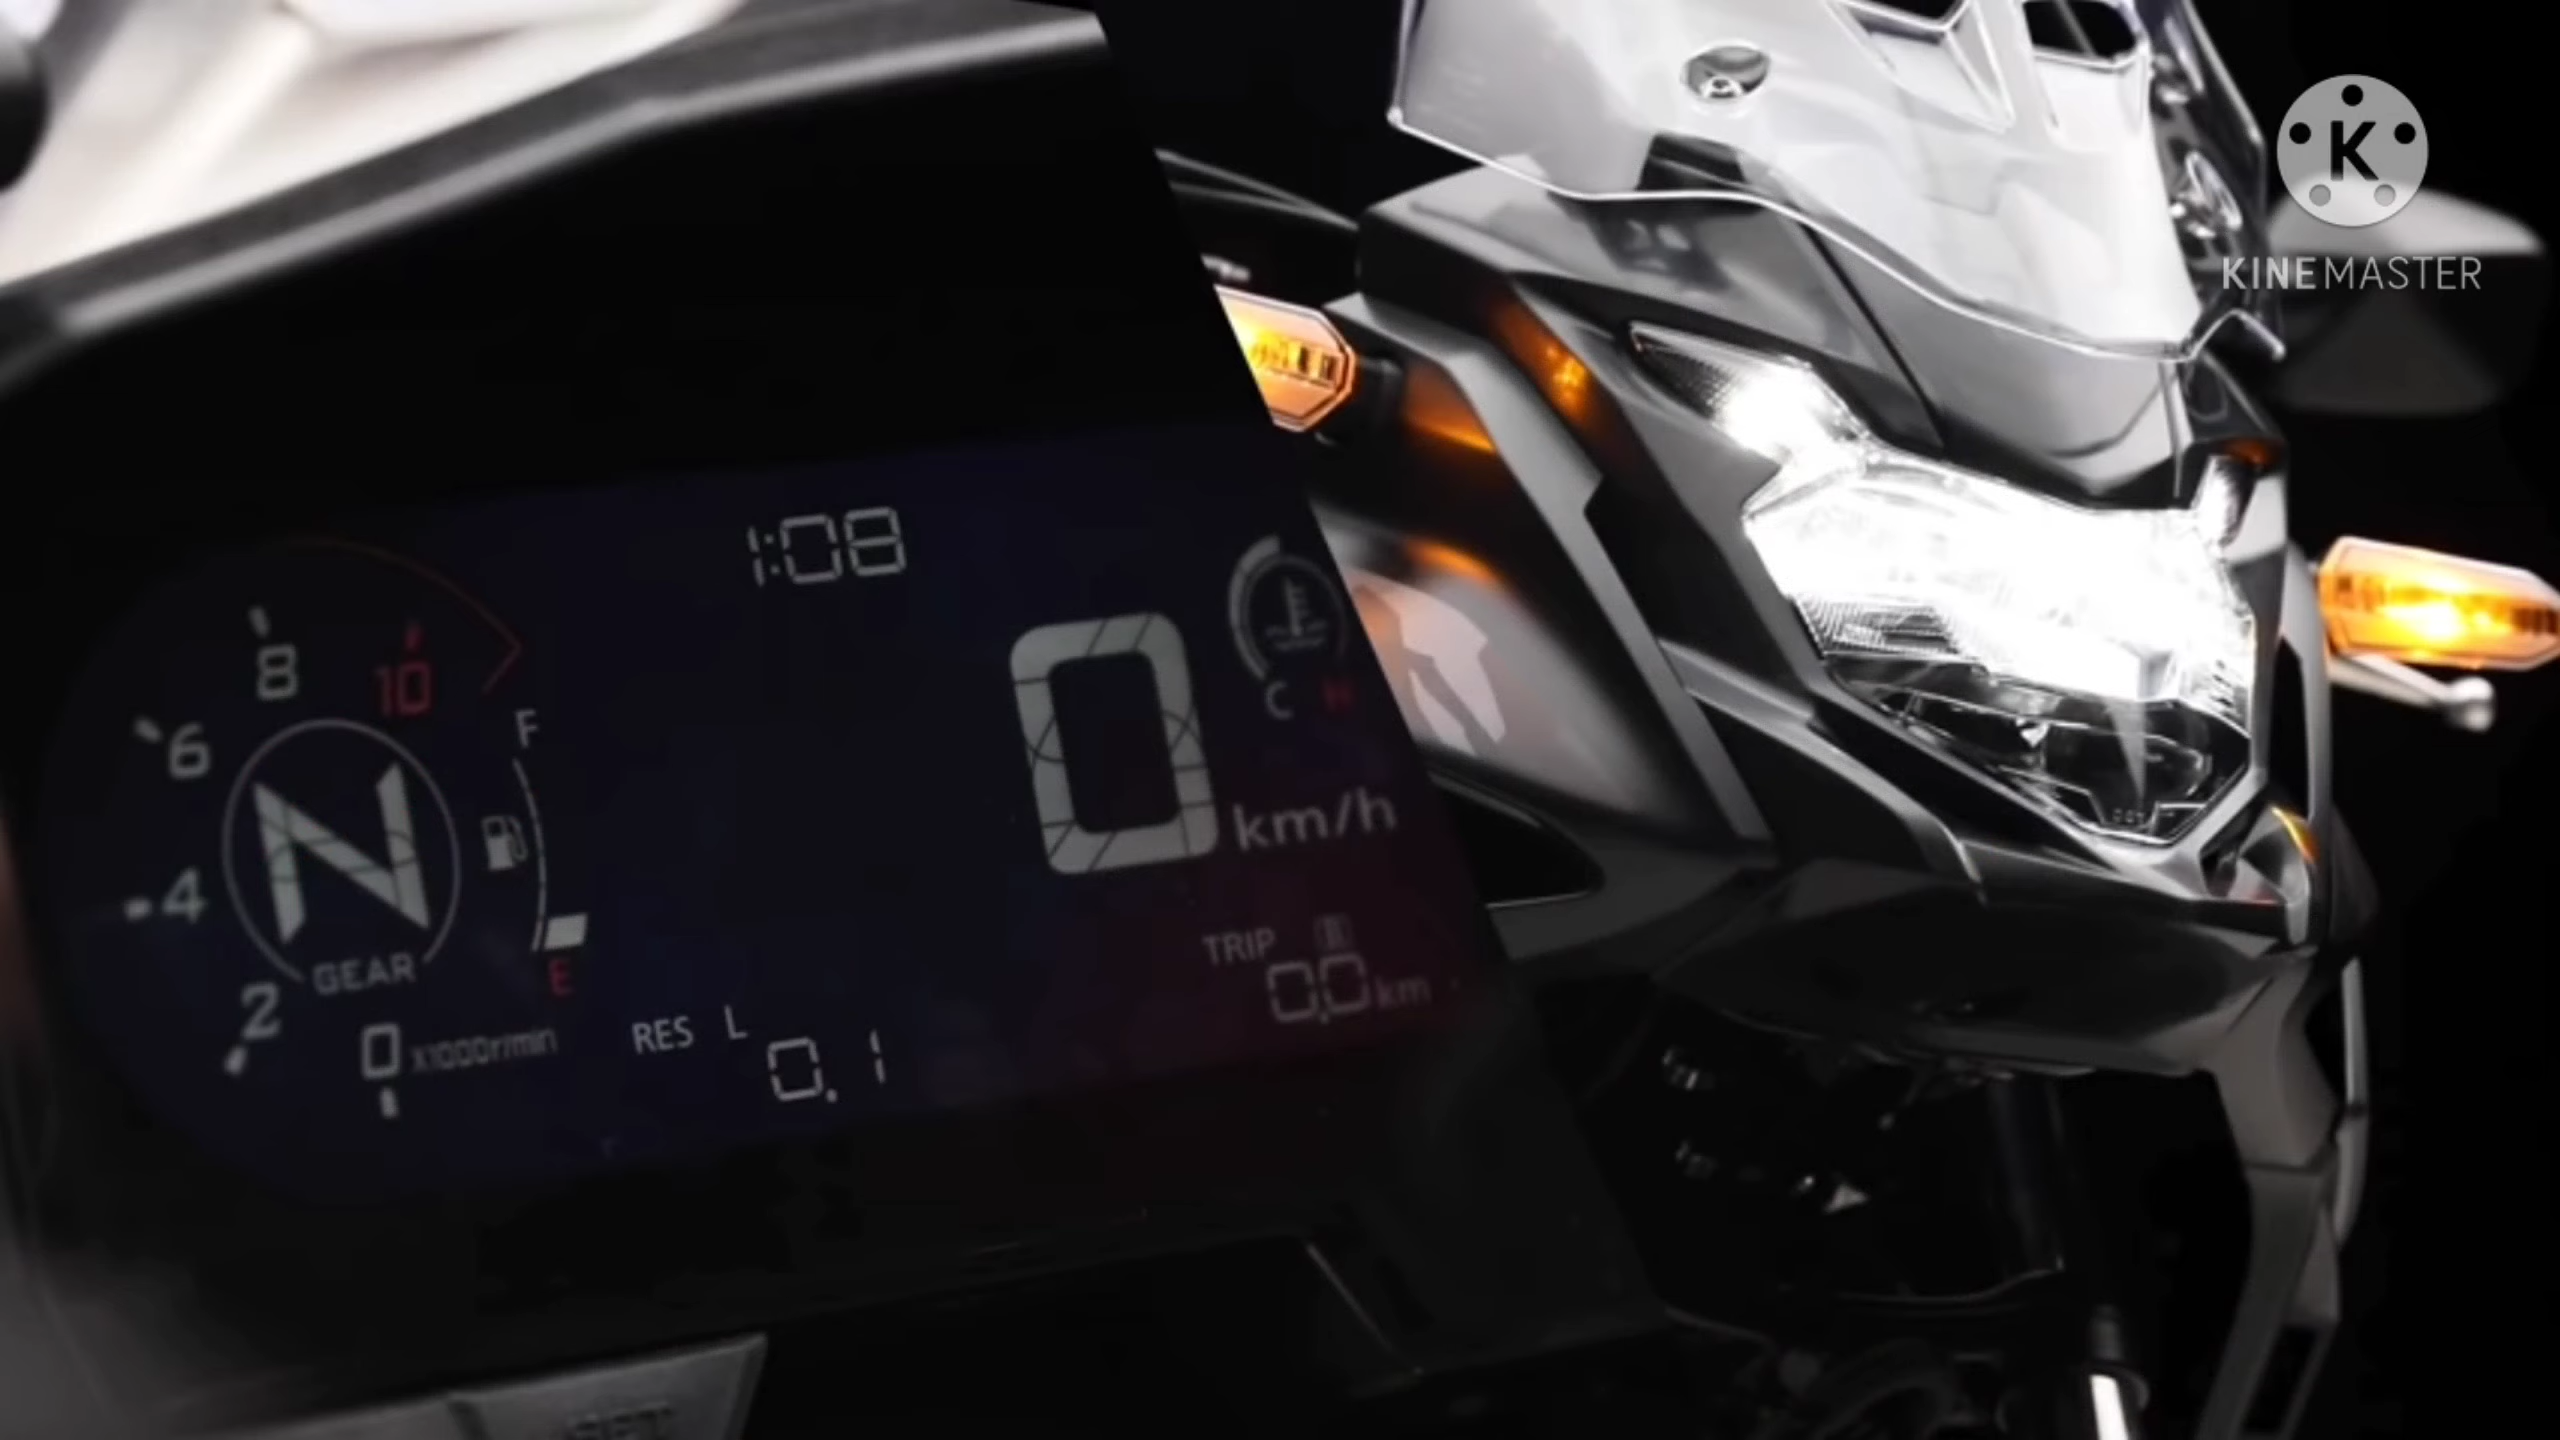 K
KINEMASTER
1:08
8
10
6
F
C H
0
km/h
N
4
GEAR
E
2
TRIP
0.0 km
0 x1000r/min
RES L
0.1
SET